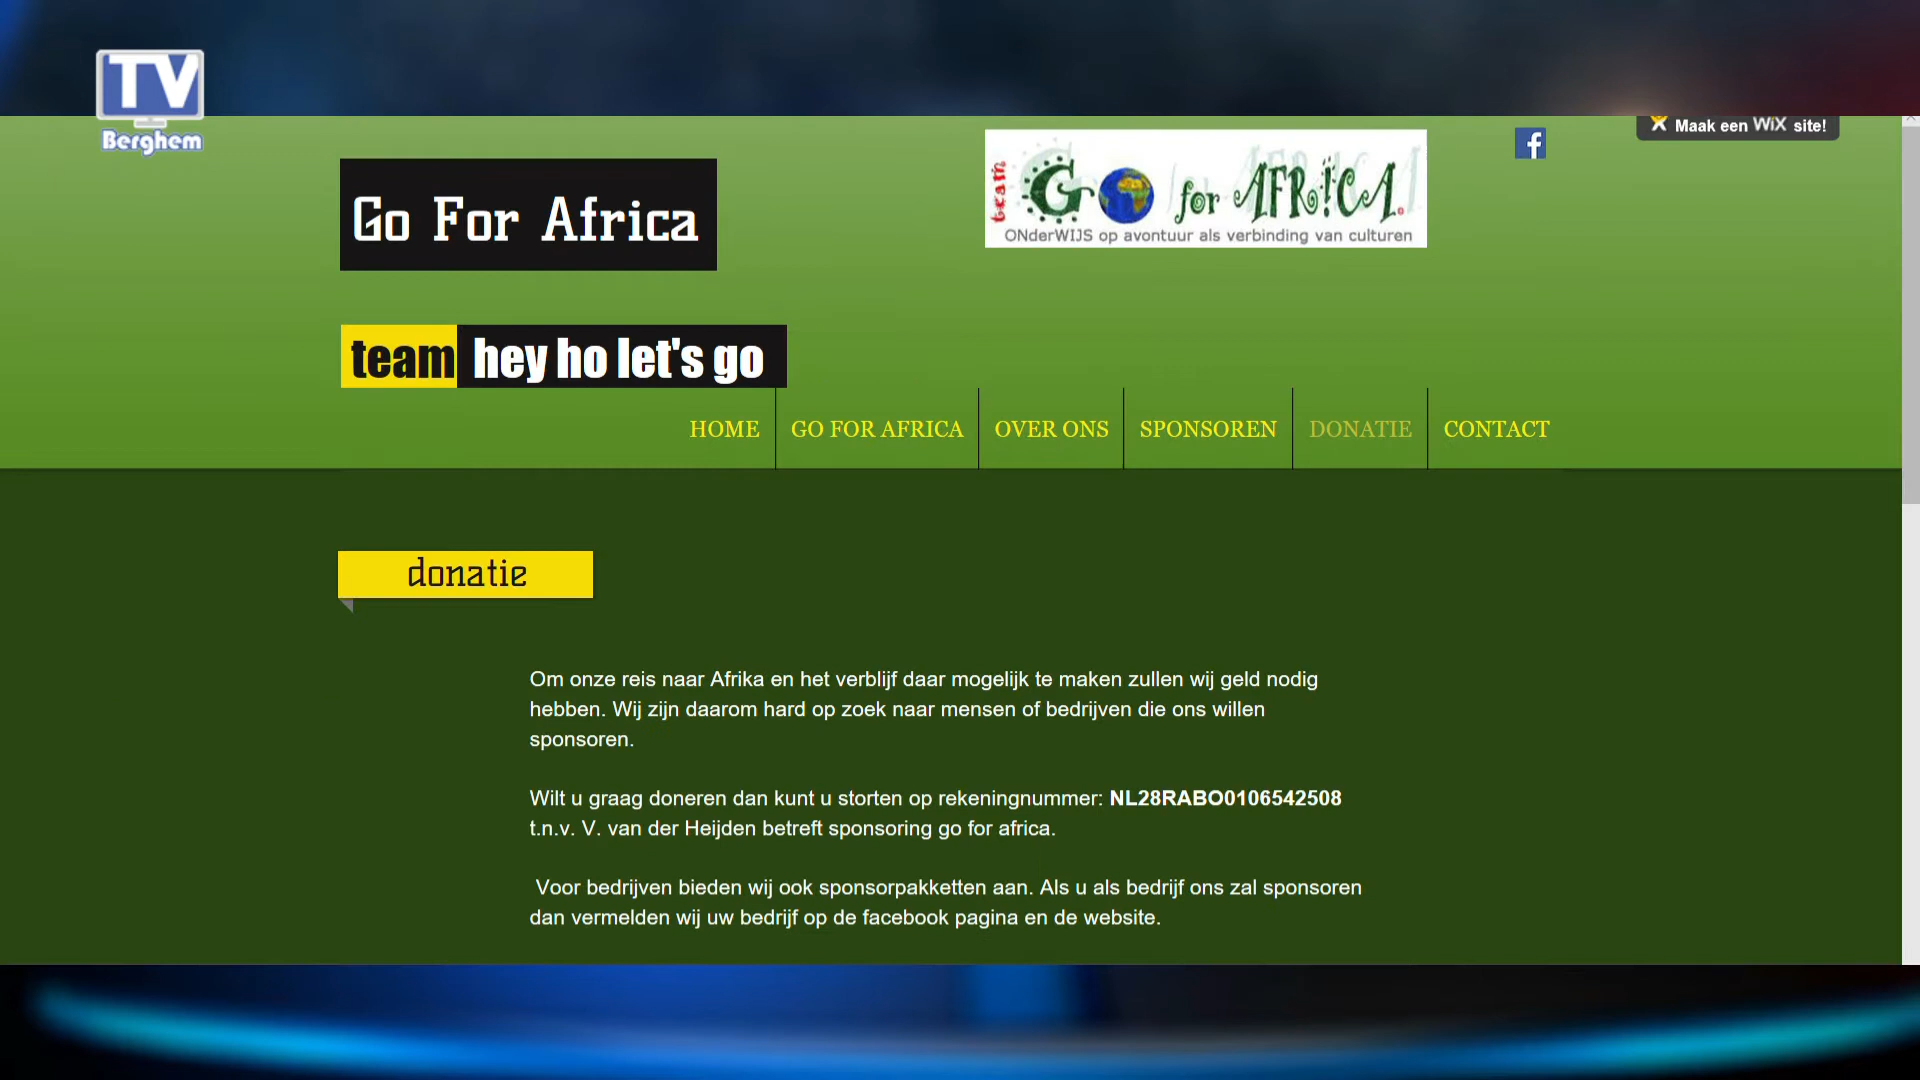 TV
Berghem
Maak een WiX site!
team GO for AFRICA.
ONderWIJS op avontuur als verbinding van culturen
Go For Africa
team hey ho let's go
HOME GO FOR AFRICA OVER ONS SPONSOREN DONATIE CONTACT
donatie
Om onze reis naar Afrika en het verblijf daar mogelijk te maken zullen wij geld nodig
hebben. Wij zijn daarom hard op zoek naar mensen of bedrijven die ons willen
sponsoren.
Wilt u graag doneren dan kunt u storten op rekeningnummer: NL28RABO0106542508
t.n.v. V. van der Heijden betreft sponsoring go for africa.
Voor bedrijven bieden wij ook sponsorpakketten aan. Als u als bedrijf ons zal sponsoren
dan vermelden wij uw bedrijf op de facebook pagina en de website.